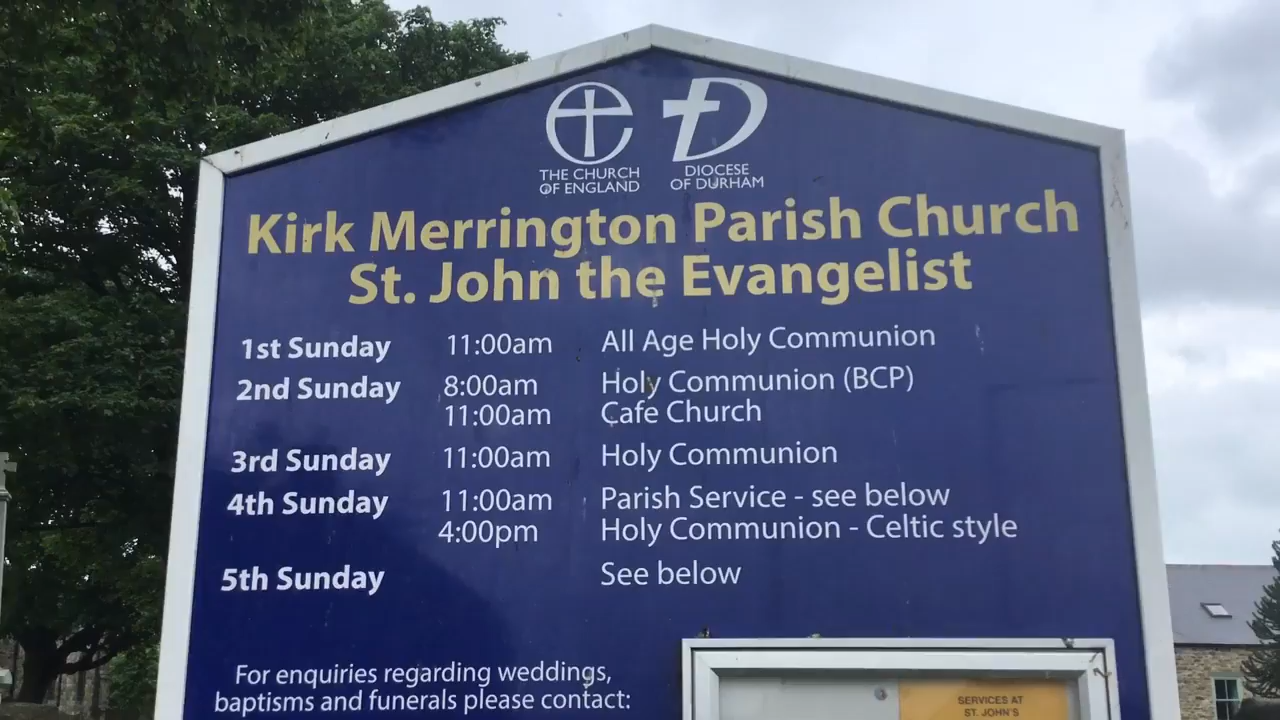 THE CHURCH
OF ENGLAND
DIOCESE
OF DURHAM
Kirk Merrington Parish Church
St. John the Evangelist
1st Sunday 11:00am All Age Holy Communion
2nd Sunday 8:00am Holy Communion (BCP)
11:00am Cafe Church
3rd Sunday 11:00am Holy Communion
4th Sunday 11:00am Parish Service - see below
4:00pm Holy Communion - Celtic style
5th Sunday See below
For enquiries regarding weddings,
baptisms and funerals please contact:
SERVICES AT
ST. JOHN'S